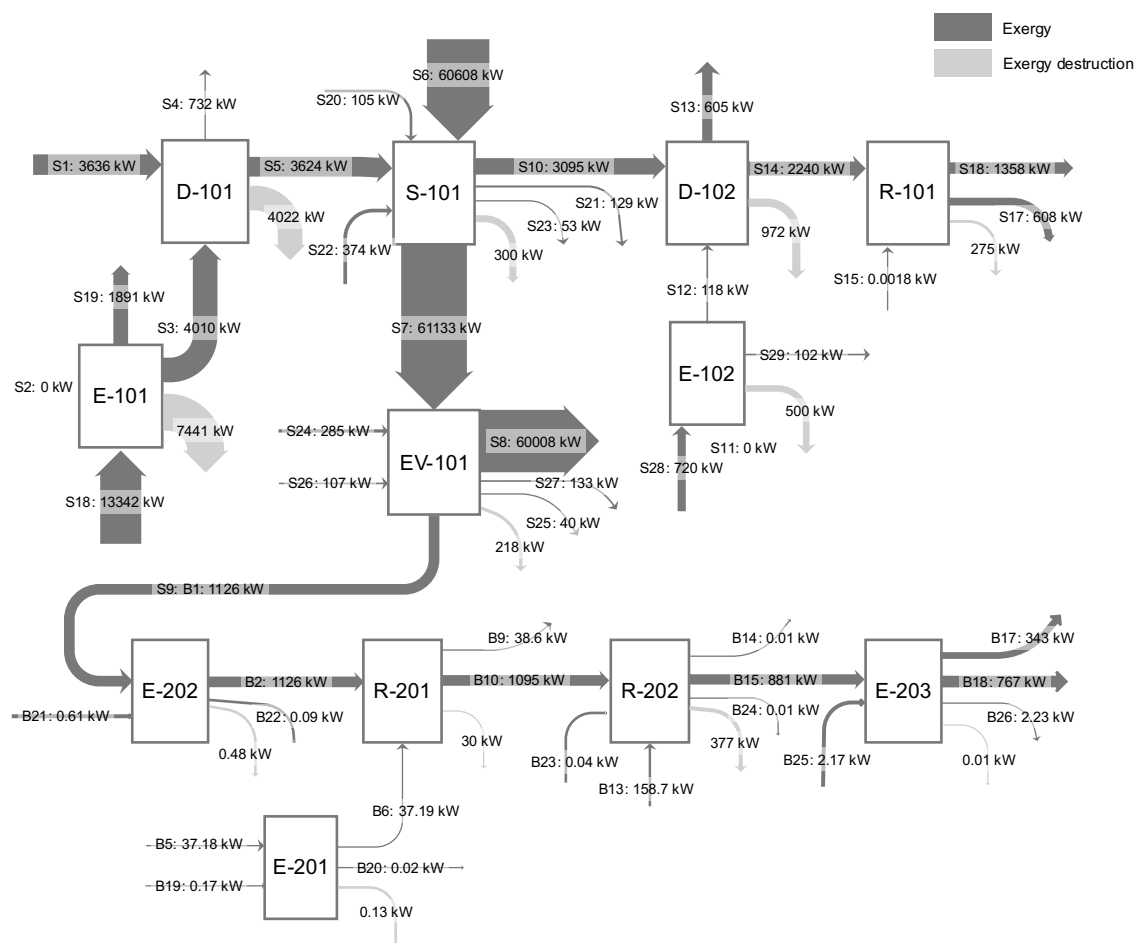 Exergy
Exergy destruction
S6: 60608 kW
S4: 732 kW
S20: 105 kW
S13: 605 kW
S1: 3636 kW
D-101
S5: 3624 kW
S-101
S10: 3095 kW
D-102
S14: 2240 kW
R-101
S18: 1358 kW
S21: 129 kW
S17: 608 kW
4022 kW
S23: 53 kW
972 kW
275 kW
S22: 374 kW
300 kW
S15: 0.0018 kW
S19: 1891 kW
S12: 118 kW
S3: 4010 kW
S7: 61133 kW
S2: 0 kW
E-101
S29: 102 kW
E-102
7441 kW
500 kW
S24: 285 kW
S8: 60008 kW
S11: 0 kW
EV-101
S28: 720 kW
S26: 107 kW
S27: 133 kW
S18: 13342 kW
S25: 40 kW
218 kW
S9: B1: 1126 kW
B9: 38.6 kW
B14: 0.01 kW
B17: 343 kW
E-202
B2: 1126 kW
R-201
B10: 1095 kW
R-202
B15: 881 kW
E-203
B18: 767 kW
B21: 0.61 kW
B22: 0.09 kW
B24: 0.01 kW
B26: 2.23 kW
0.48 kW
30 kW
377 kW
B23: 0.04 kW
B25: 2.17 kW
0.01 kW
B13: 158.7 kW
B6: 37.19 kW
B5: 37.18 kW
E-201
B20: 0.02 kW
B19: 0.17 kW
0.13 kW